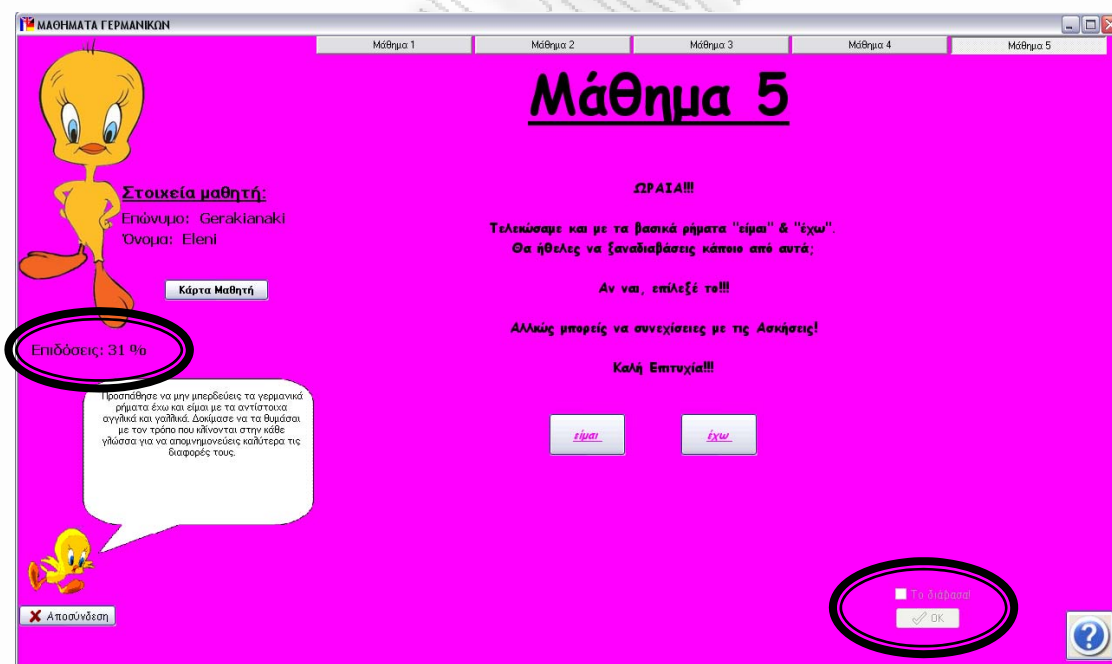 ΜΑΘΗΜΑΤΑ ΓΕΡΜΑΝΙΚΩΝ
Μάθημα 1
Μάθημα 2
Μάθημα 3
Μάθημα 4
Μάθημα 5
Μάθημα 5
Στοιχεία μαθητή:
Επώνυμο: Gerakianaki
Όνομα: Eleni
Κάρτα Μαθητή
Επιδόσεις: 31 %
Προσπάθησε να μην μπερδεύεις τα γερμανικά
ρήματα έχω και είμαι με τα αντίστοιχα
αγγλικά και γαλλικά. Δοκίμασε να τα θυμάσαι
με τον τρόπο που κλίνονται στην κάθε
γλώσσα για να απομνημονεύεις καλύτερα τις
διαφορές τους.
Αποσύνδεση
ΩΡΑΙΑ!!!
Τελειώσαμε και με τα βασικά ρήματα "είμαι" & "έχω".
Θα ήθελες να ξαναδιαβάσεις κάποιο από αυτά;
Αν ναι, επίλεξέ το!!!
Αλλιώς μπορείς να συνεχίσειες με τις Ασκήσεις!
Καλή Επιτυχία!!!
είμαι
έχω
Το διάβασα!
OK
?